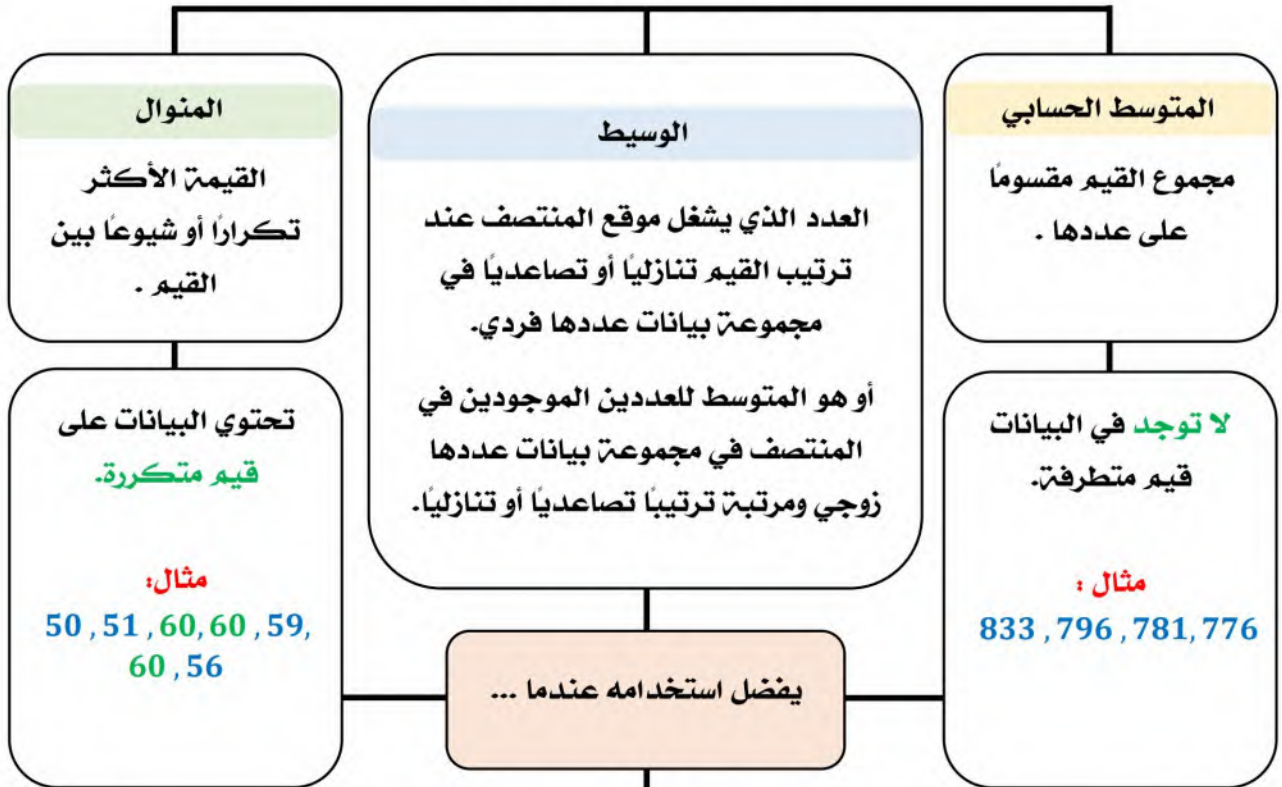 المتوسط الحسابي
مجموع القيم مقسومًا
على عددها .
الوسيط
العدد الذي يشغل موقع المنتصف عند
ترتيب القيم تنازليًا أو تصاعديًا في
مجموعة بيانات عددها فردي.
أو هو المتوسط للعددين الموجودين في
المنتصف في مجموعة بيانات عددها
زوجي ومرتبة ترتيبًا تصاعديًا أو تنازليًا.
المنوال
القيمة الأكثر
تكرارًا أو شيوعًا بين
القيم .
يفضل استخدامه عندما ...
لا توجد في البيانات
قيم متطرفة.
مثال :
833 , 796 , 781, 776
تحتوي البيانات على
قيم متكررة.
مثال:
50 , 51 , 60, 60 , 59,
60 , 56